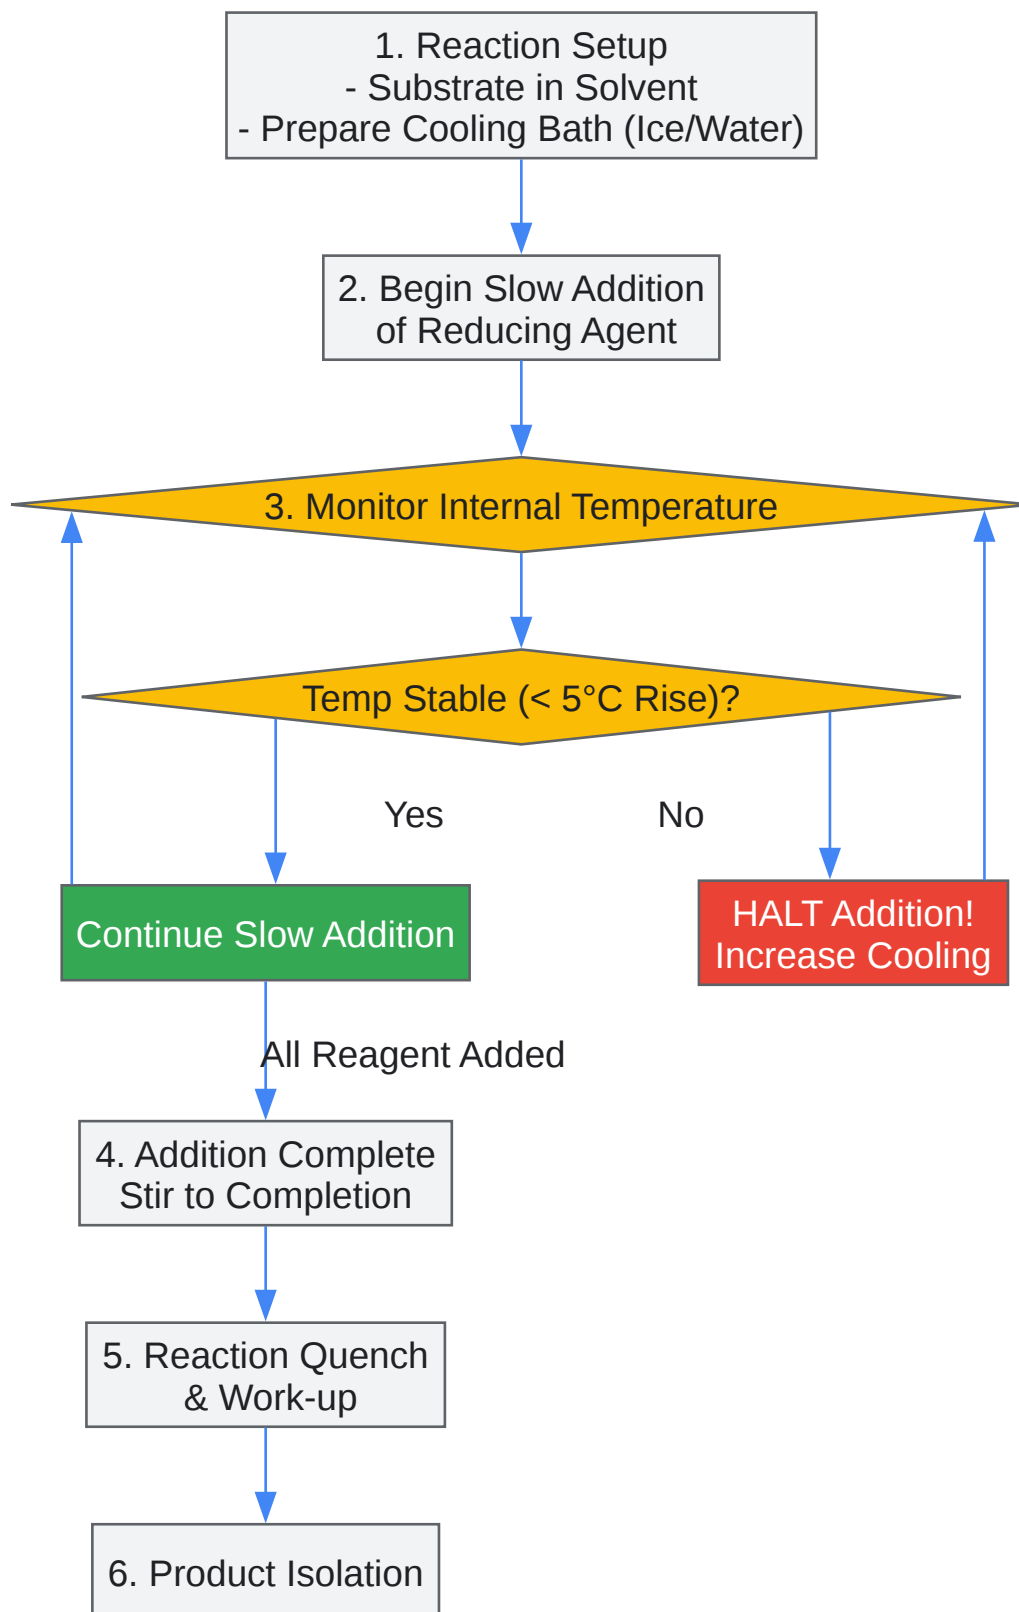 1. Reaction Setup
- Substrate in Solvent
- Prepare Cooling Bath (Ice/Water)
2. Begin Slow Addition
of Reducing Agent
3. Monitor Internal Temperature
Temp Stable (< 5°C Rise)?
Yes
No
Continue Slow Addition
HALT Addition!
Increase Cooling
All Reagent Added
4. Addition Complete
Stir to Completion
5. Reaction Quench
& Work-up
6. Product Isolation